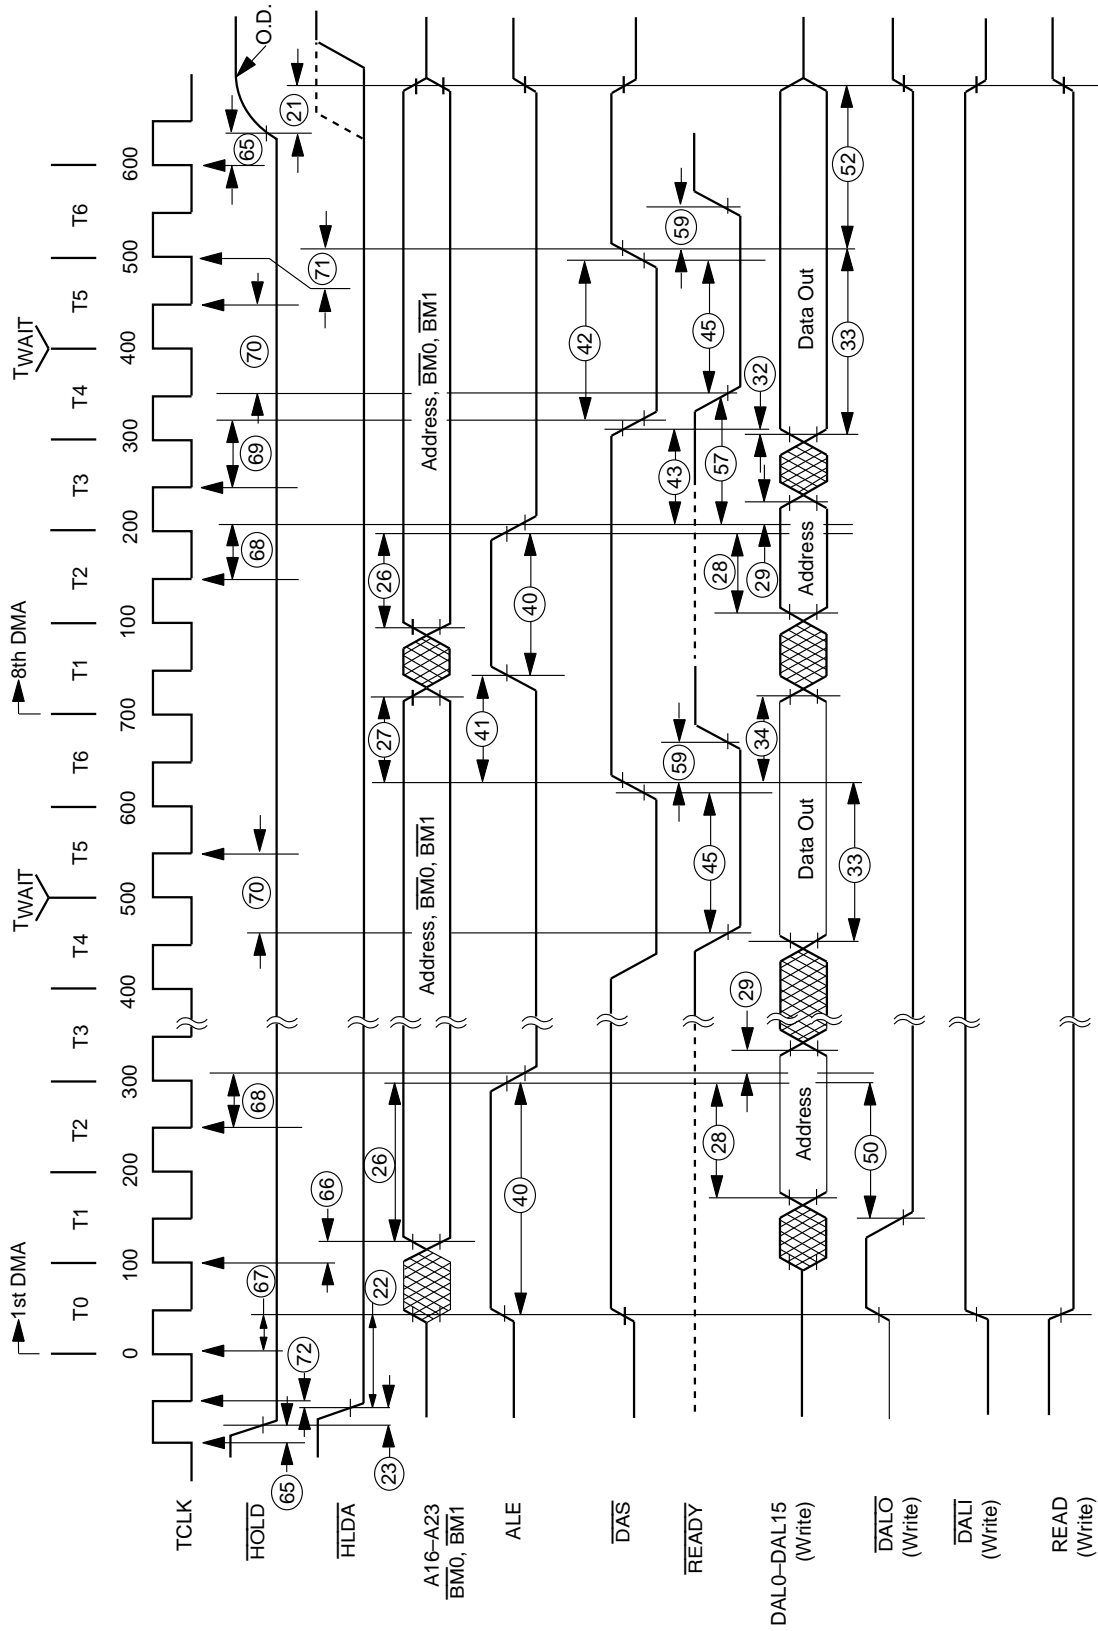 1st DMA TWAIT 8th DMA TWAIT
T0 T1 T2 T3 T4 T5 T6 T1 T2 T3 T4 T5 T6
0 100 200 300 400 500 600 700 100 200 300 400 500 600
TCLK
O.D.
67 68 70 70 68 69 70 65
HOLD
65 72 21
HLDA
66 71
23 22 26 27 26
A16–A23
BM0, BM1
Address, BM0, BM1 Address, BM0, BM1
ALE
40 41 40
42
DAS
59 43 59
READY
28 45 28 57 45
29 34 29 32
DAL0–DAL15
(Write)
Address Data Out Address Data Out
33 33 52
50
DALO
(Write)
DALI
(Write)
READ
(Write)